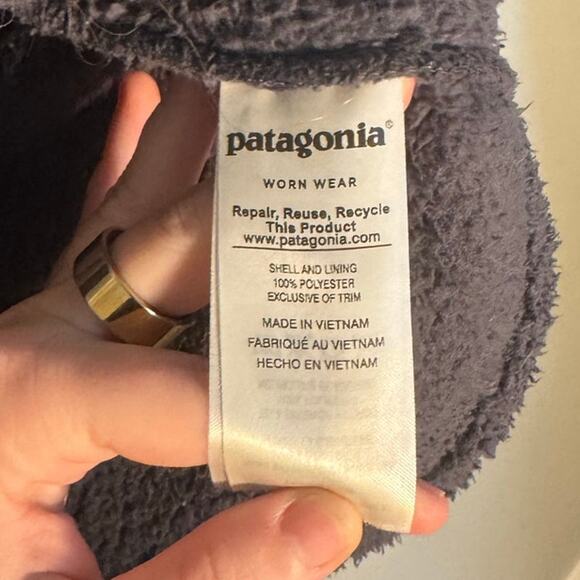 patagonia®
WORN WEAR
Repair, Reuse, Recycle
This Product
www.patagonia.com
SHELL AND LINING
100% POLYESTER
EXCLUSIVE OF TRIM
MADE IN VIETNAM
FABRIQUÉ AU VIETNAM
HECHO EN VIETNAM